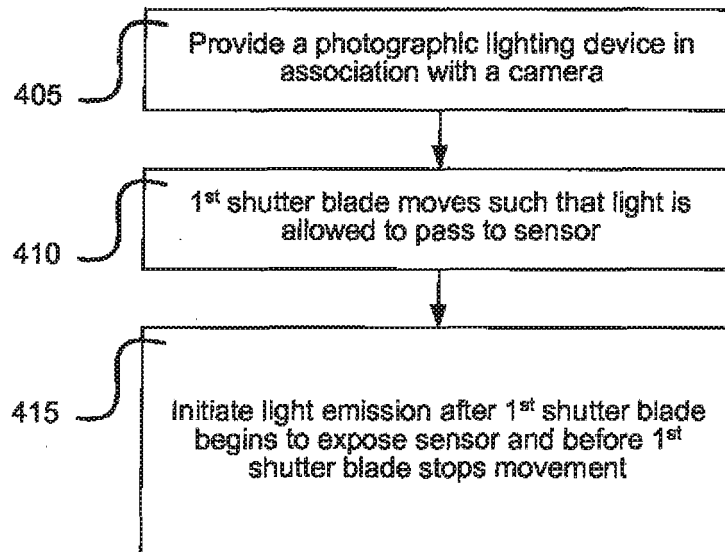 405
Provide a photographic lighting device in
association with a camera
410
1st shutter blade moves such that light is
allowed to pass to sensor
415
Initiate light emission after 1st shutter blade
begins to expose sensor and before 1st
shutter blade stops movement